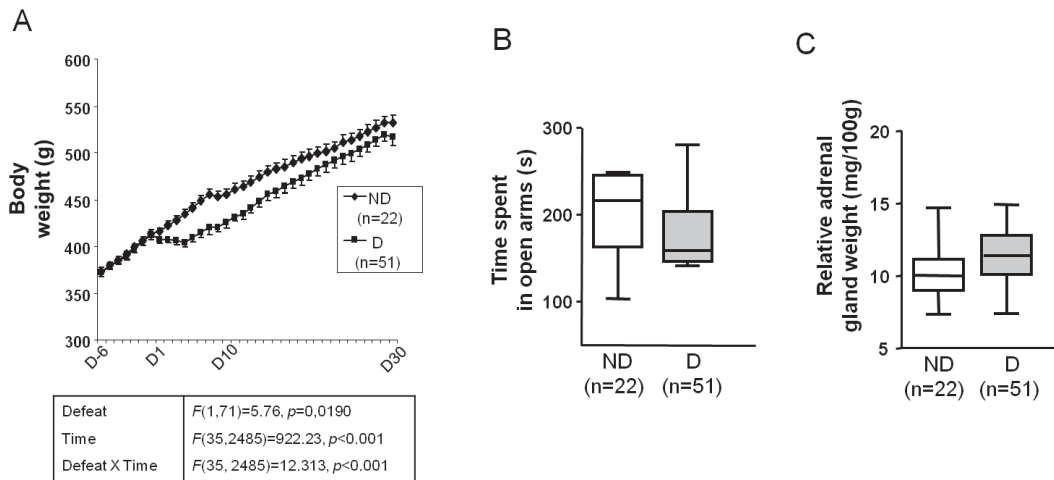 A
Body
weight (g)
600
550
500
450
400
350
300
D-6
D1
D10
D30
ND
(n=22)
D
(n=51)
Defeat F(1,71)=5.76, p=0,0190
Time F(35,2485)=922.23, p<0.001
Defeat X Time F(35, 2485)=12.313, p<0.001
B
Time spent
in open arms (s)
300
200
100
ND
(n=22)
D
(n=51)
C
Relative adrenal
gland weight (mg/100g)
20
15
10
5
ND
(n=22)
D
(n=51)